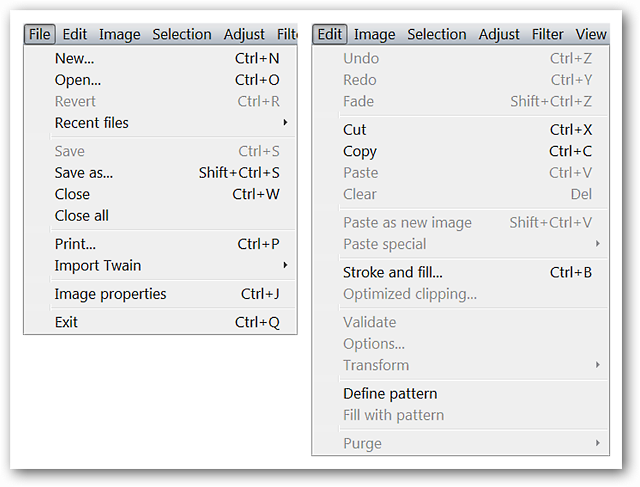 File Edit Image Selection Adjust Filte
New... Ctrl+N
Open... Ctrl+O
Revert Ctrl+R
Recent files
Save Ctrl+S
Save as... Shift+Ctrl+S
Close Ctrl+W
Close all
Print... Ctrl+P
Import Twain
Image properties Ctrl+J
Exit Ctrl+Q
Edit Image Selection Adjust Filter View
Undo Ctrl+Z
Redo Ctrl+Y
Fade Shift+Ctrl+Z
Cut Ctrl+X
Copy Ctrl+C
Paste Ctrl+V
Clear Del
Paste as new image Shift+Ctrl+V
Paste special
Stroke and fill... Ctrl+B
Optimized clipping...
Validate
Options...
Transform
Define pattern
Fill with pattern
Purge